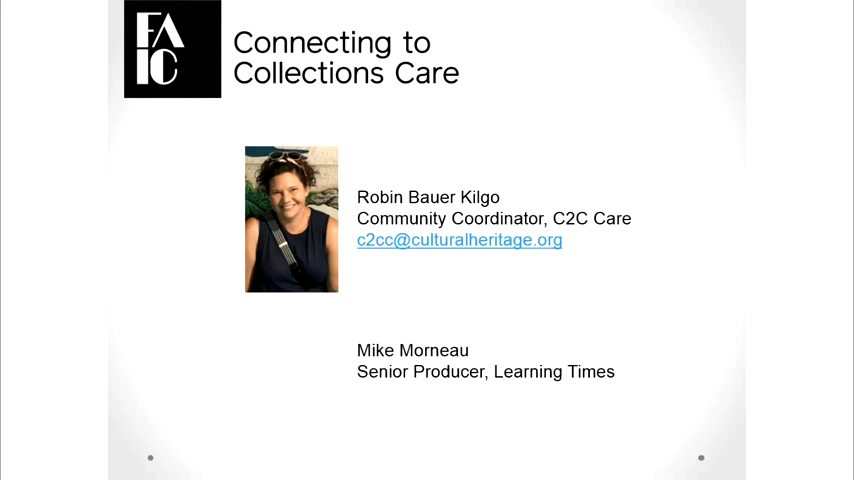 FA
IC
Connecting to
Collections Care
Robin Bauer Kilgo
Community Coordinator, C2C Care
c2cc@culturalheritage.org
Mike Morneau
Senior Producer, Learning Times